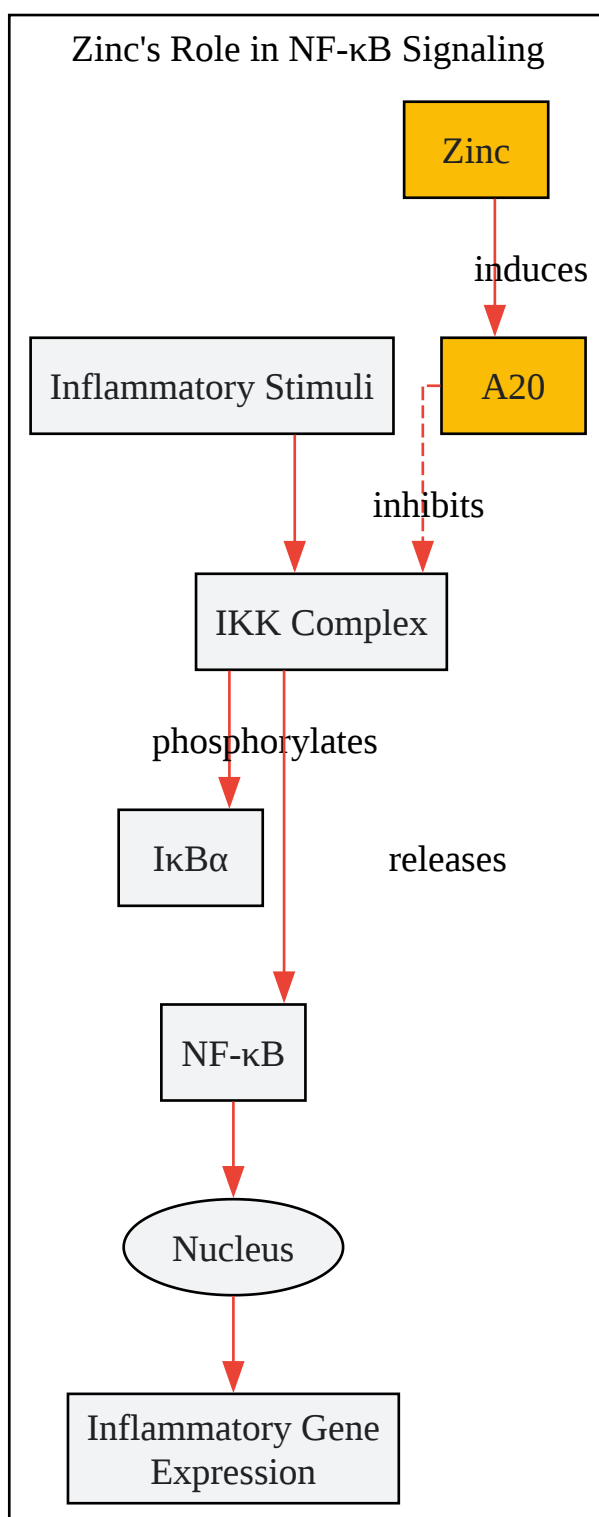 Zinc's Role in NF-κB Signaling
Zinc
induces
Inflammatory Stimuli
A20
inhibits
IKK Complex
phosphorylates
IκBα
releases
NF-κB
Nucleus
Inflammatory Gene
Expression